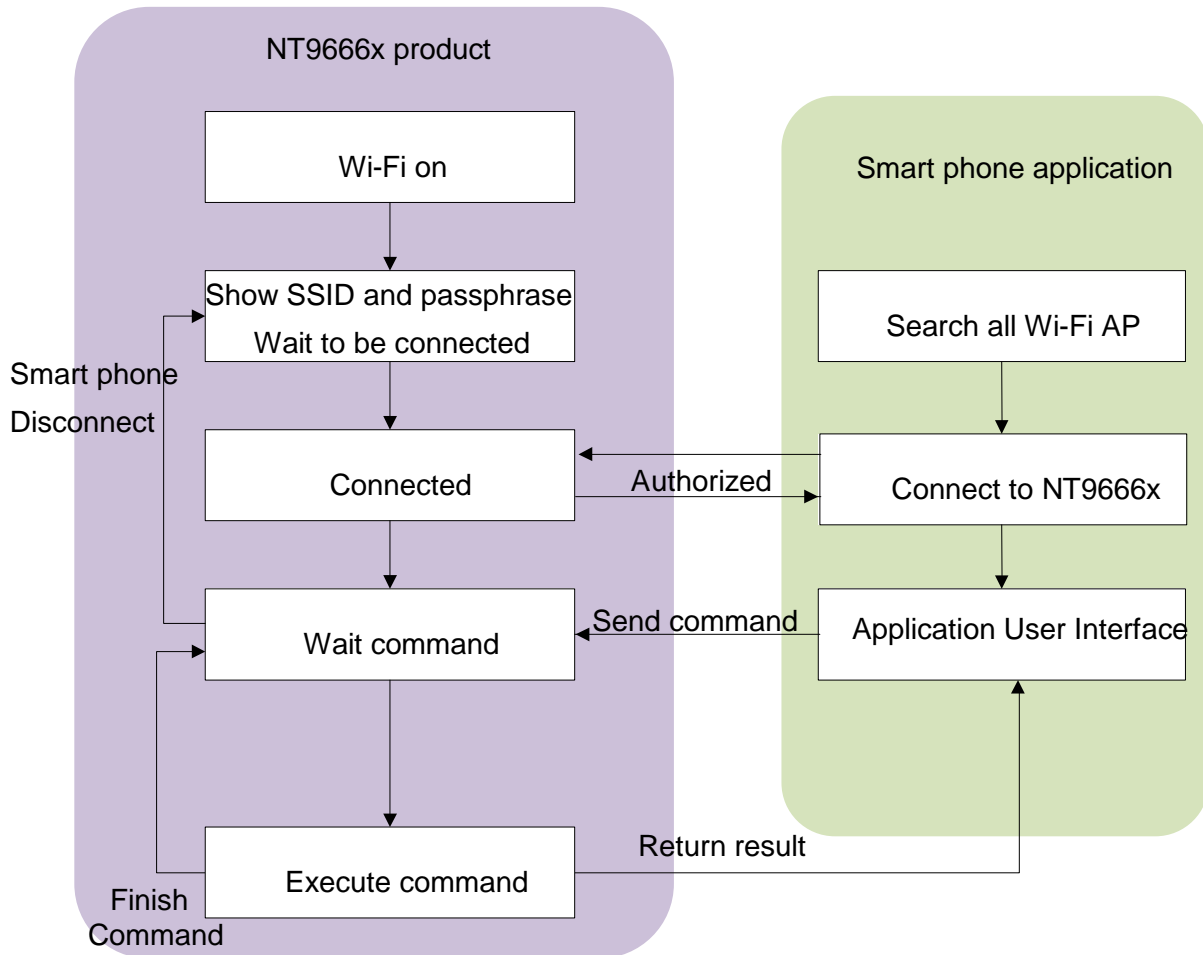 NT9666x product
Wi-Fi on
Show SSID and passphrase
Wait to be connected
Smart phone
Disconnect
Connected
Wait command
Execute command
Finish
Command
Authorized
Send command
Return result
Smart phone application
Search all Wi-Fi AP
Connect to NT9666x
Application User Interface